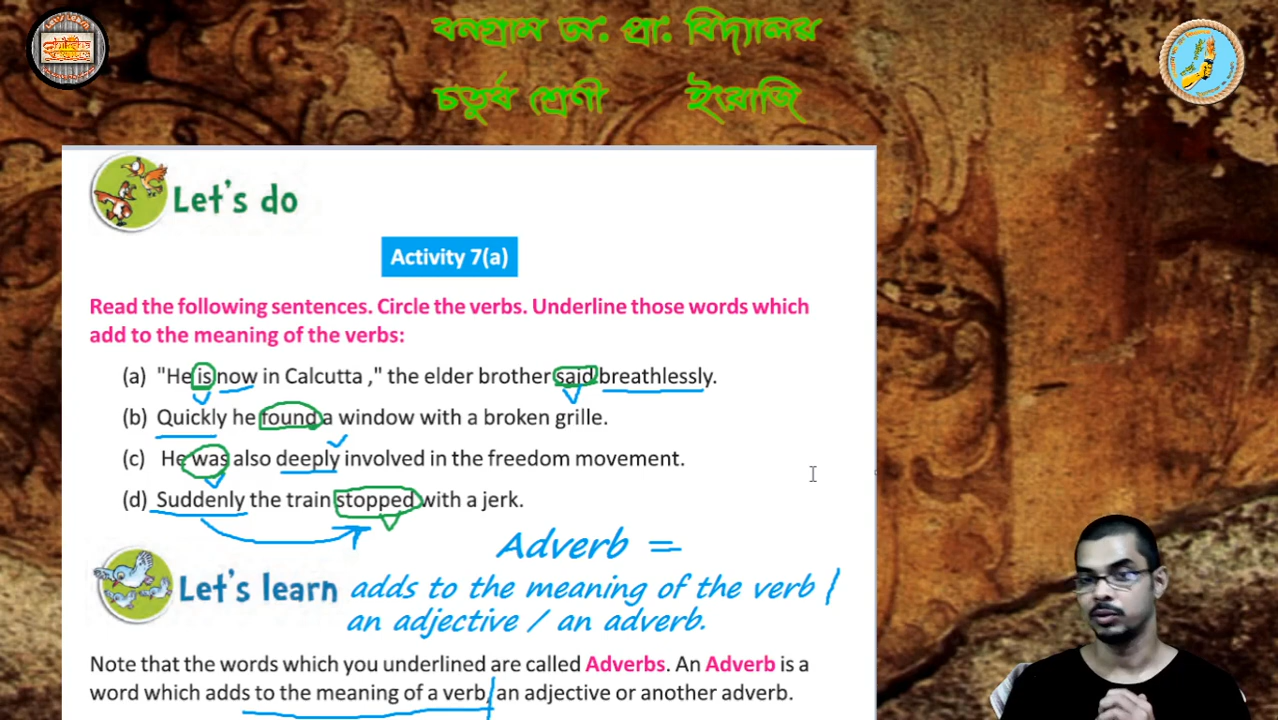 বনগ্রাম অ: প্রা: বিদ্যালয়
চতুর্থ শ্রেণী ইংরাজি
Let's do
Activity 7(a)
Read the following sentences. Circle the verbs. Underline those words which
add to the meaning of the verbs:
(a) "He is now in Calcutta ," the elder brother said breathlessly.
(b) Quickly he found a window with a broken grille.
(c) He was also deeply involved in the freedom movement.
(d) Suddenly the train stopped with a jerk.
Adverb =
Let's learn adds to the meaning of the verb /
an adjective / an adverb.
Note that the words which you underlined are called Adverbs. An Adverb is a
word which adds to the meaning of a verb, an adjective or another adverb.